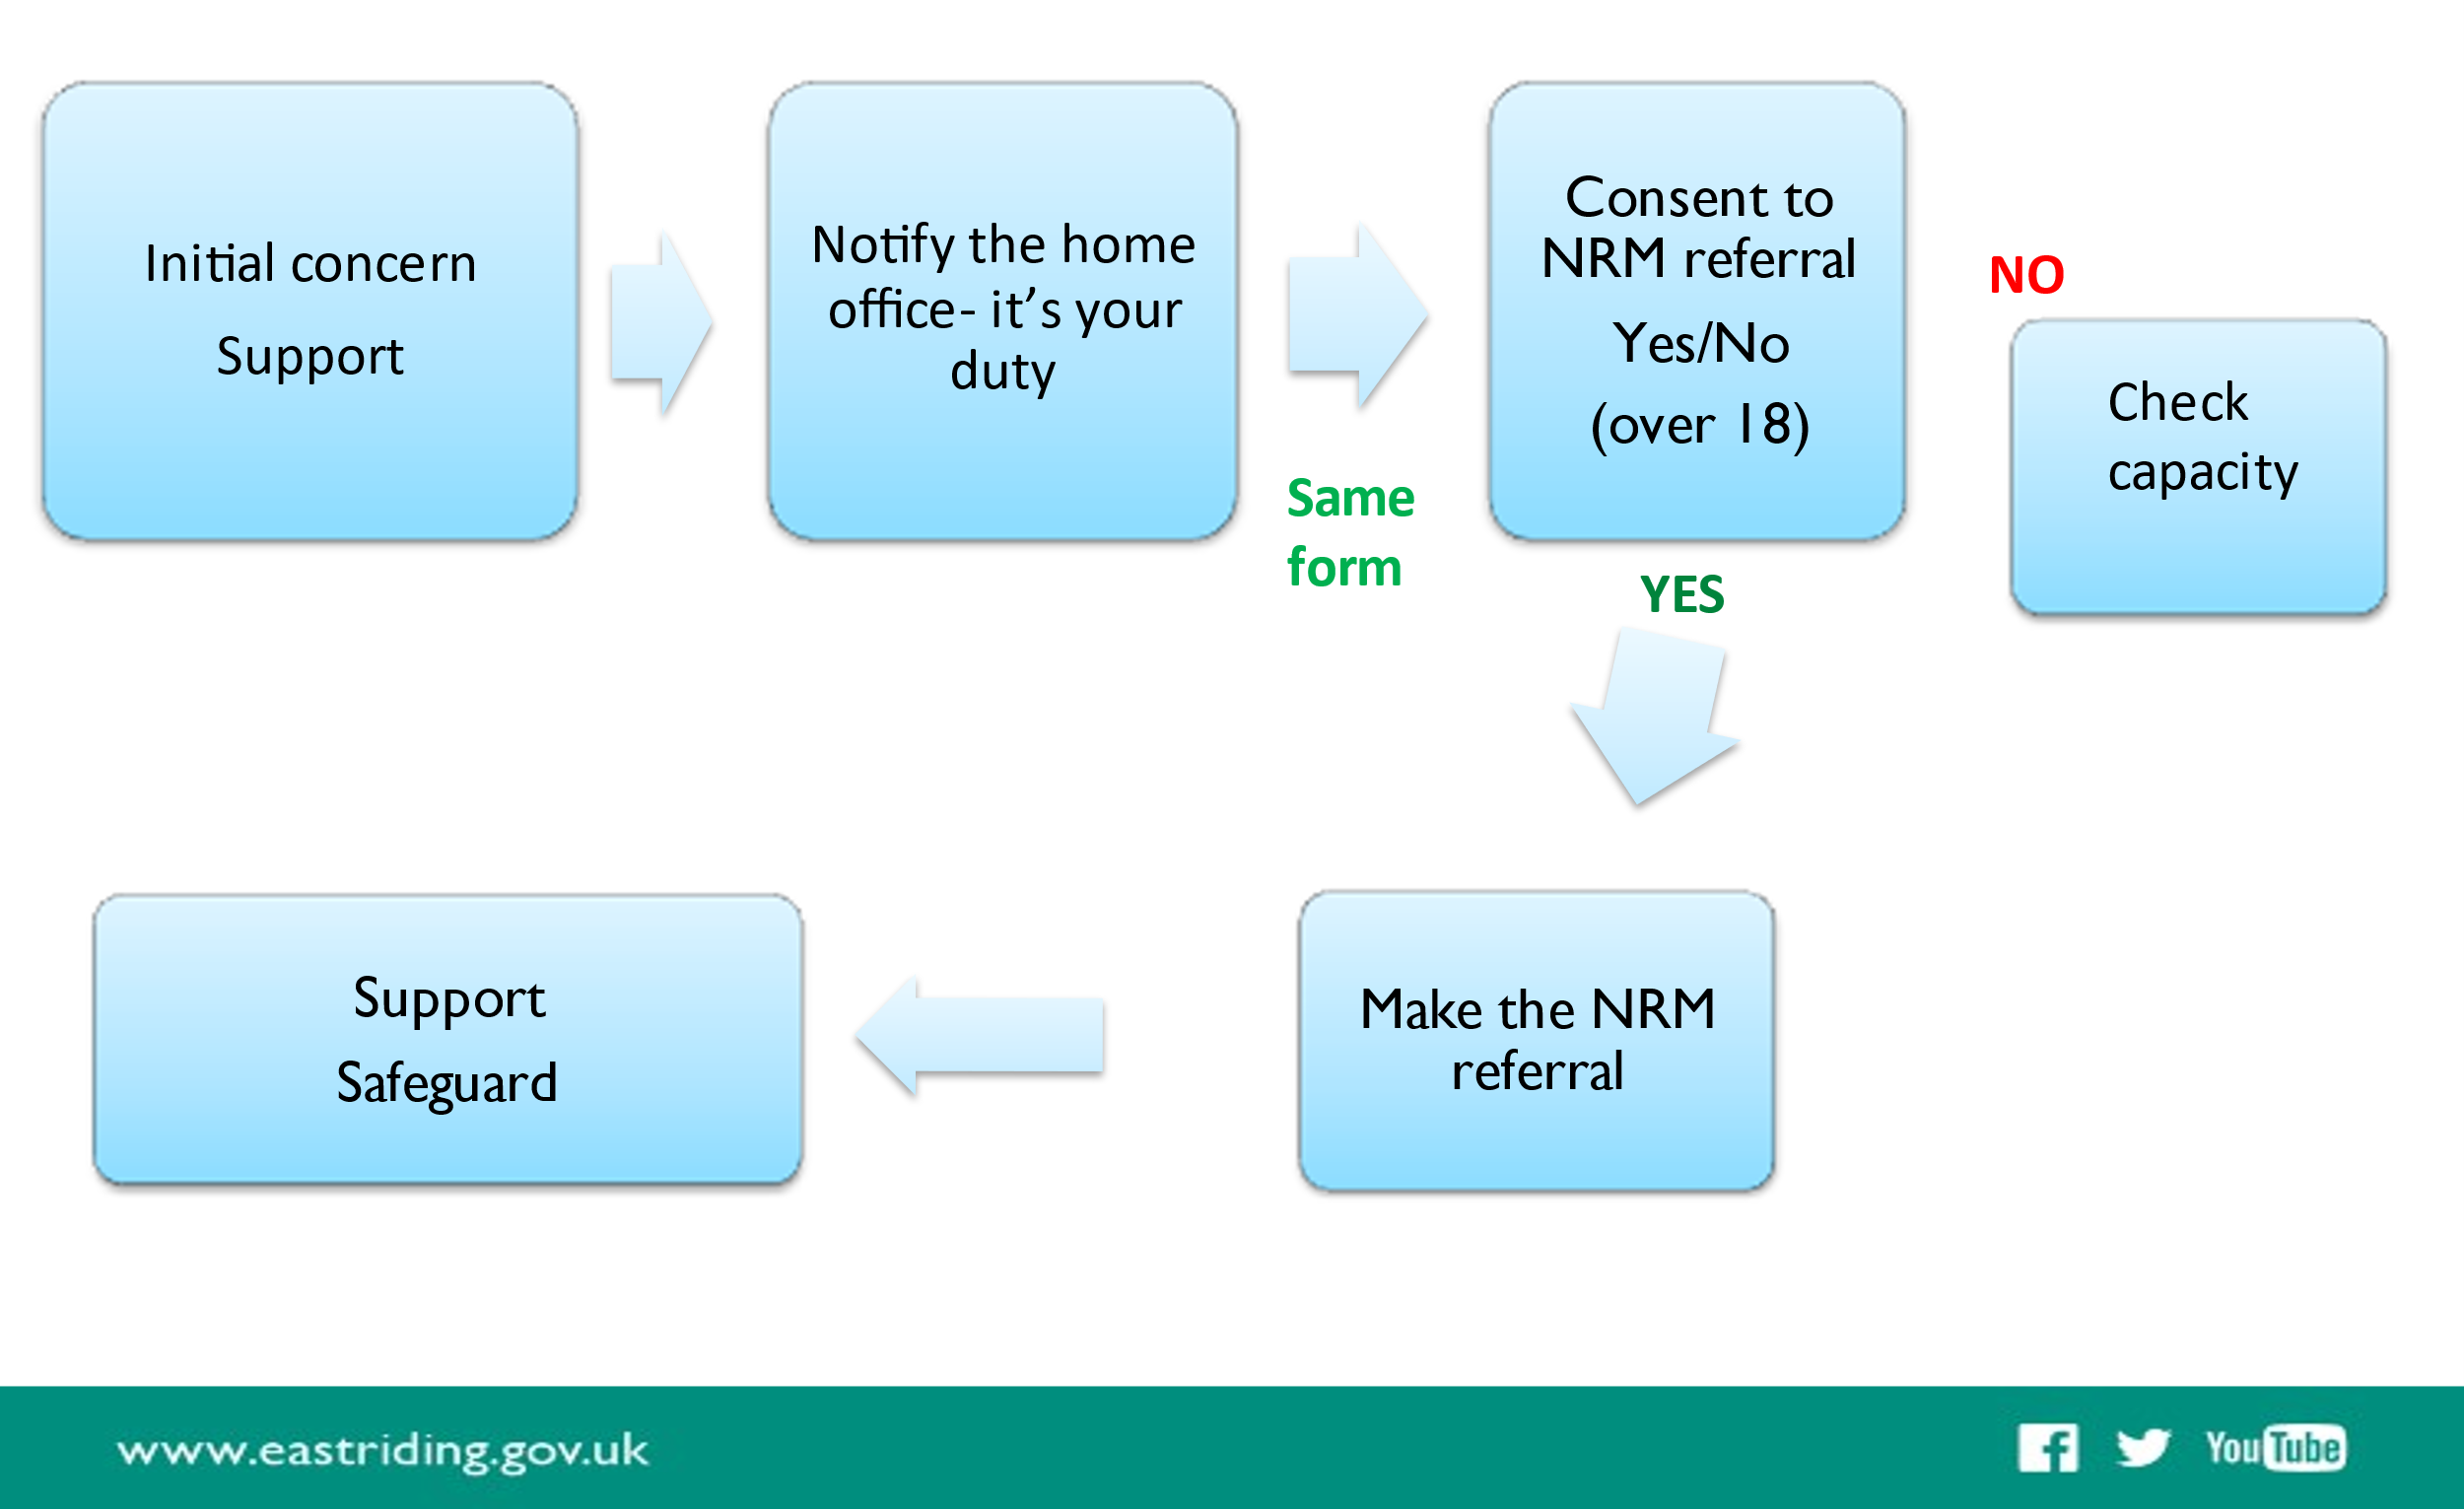 Initial concern
Support
Notify the home
office- it's your
duty
Same
form
Consent to
NRM referral
Yes/No
(over 18)
NO
Check
capacity
YES
Make the NRM
referral
Support
Safeguard
www.eastriding.gov.uk
YouTube